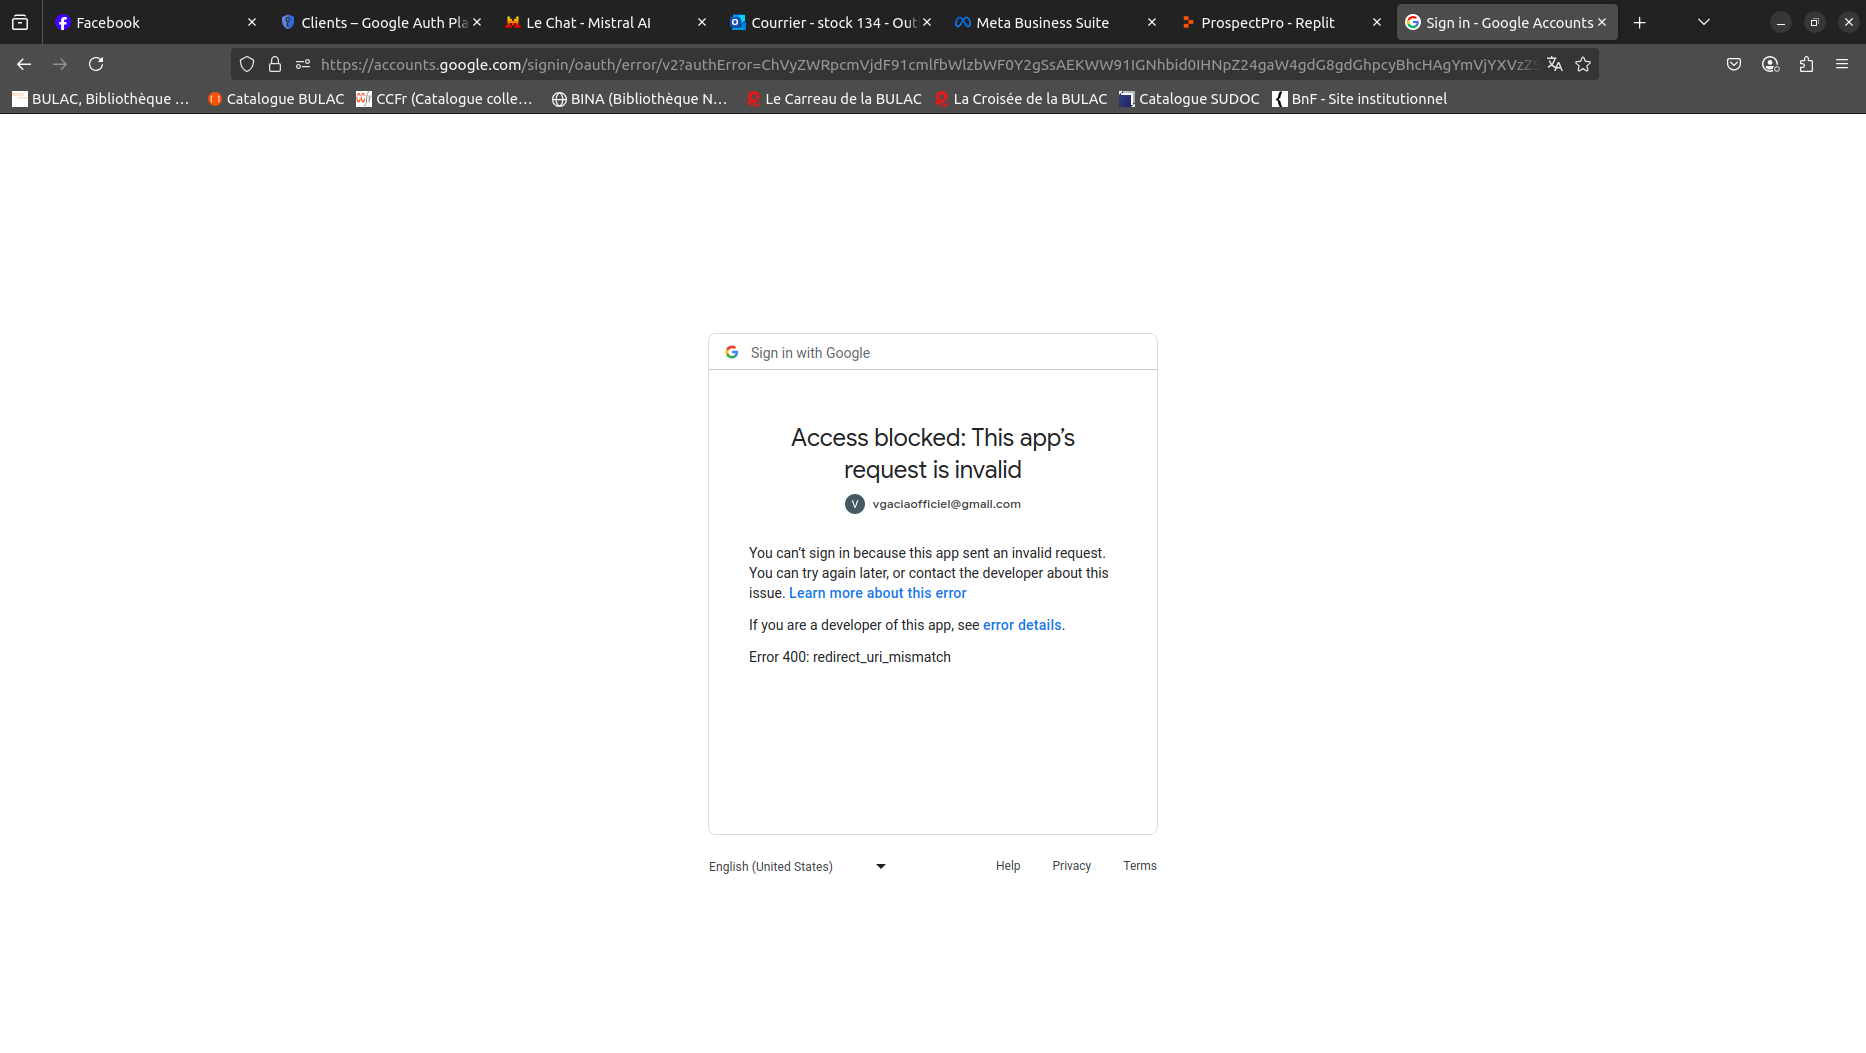 Facebook
Clients – Google Auth Pla
Le Chat - Mistral AI
Courrier - stock 134 - Out
Meta Business Suite
ProspectPro - Replit
Sign in - Google Accounts
https://accounts.google.com/signin/oauth/error/v2?authError=ChVyZWRpcmVjdF91cmlfbWlzbWF0Y2gSsAEKWW91IGNhbid0IHNpZ24gaW4gdG8gdGhpcyBhcHAgYmVjYXVzZS
BULAC, Bibliothèque …
Catalogue BULAC
CCFr (Catalogue colle…
BINA (Bibliothèque N…
Le Carreau de la BULAC
La Croisée de la BULAC
Catalogue SUDOC
BnF - Site institutionnel
Sign in with Google
Access blocked: This app’s
request is invalid
V vgaciaofficiel@gmail.com
You can’t sign in because this app sent an invalid request.
You can try again later, or contact the developer about this
issue. Learn more about this error
If you are a developer of this app, see error details.
Error 400: redirect_uri_mismatch
English (United States)
Help
Privacy
Terms